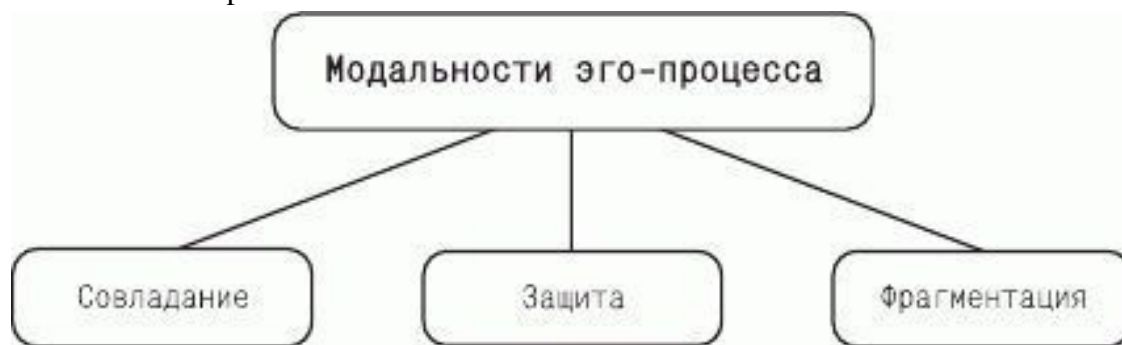 Модальности эго-процесса
Совладание
Защита
Фрагментация